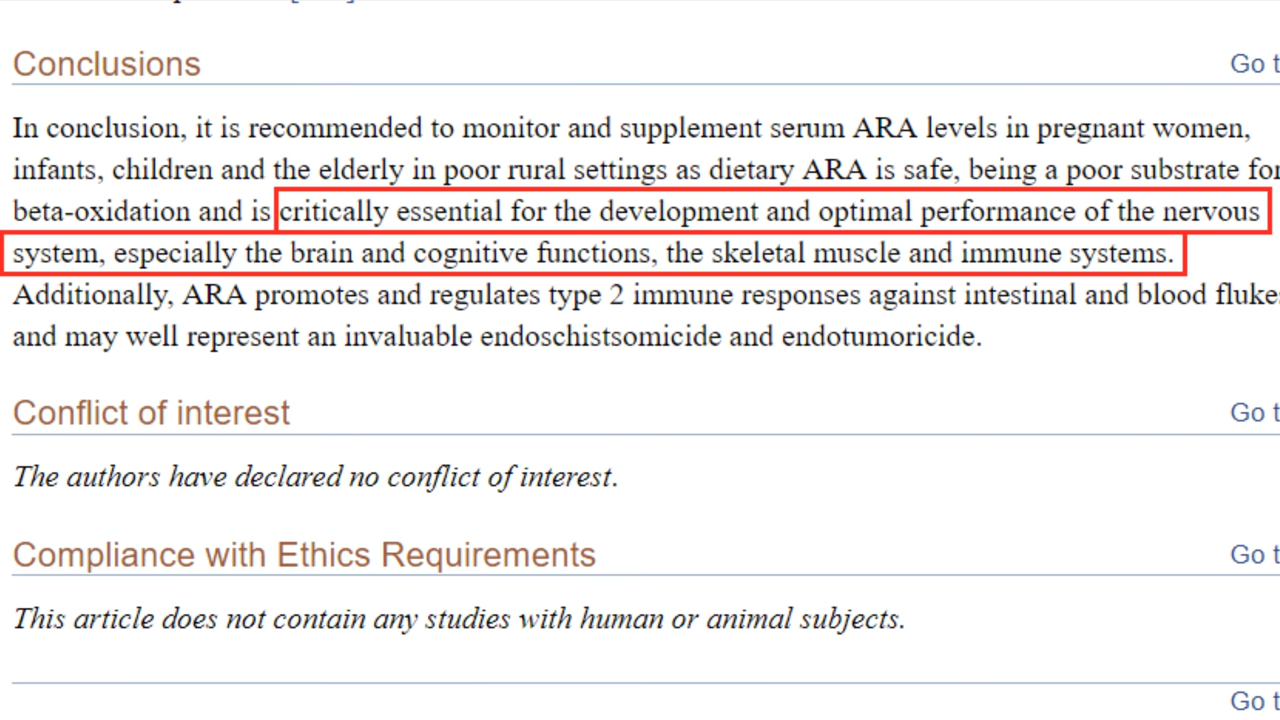 Conclusions
Go t
In conclusion, it is recommended to monitor and supplement serum ARA levels in pregnant women,
infants, children and the elderly in poor rural settings as dietary ARA is safe, being a poor substrate for
beta-oxidation and is critically essential for the development and optimal performance of the nervous
system, especially the brain and cognitive functions, the skeletal muscle and immune systems.
Additionally, ARA promotes and regulates type 2 immune responses against intestinal and blood flukes
and may well represent an invaluable endoschistsomicide and endotumoricide.
Conflict of interest
Go t
The authors have declared no conflict of interest.
Compliance with Ethics Requirements
Go t
This article does not contain any studies with human or animal subjects.
Go t